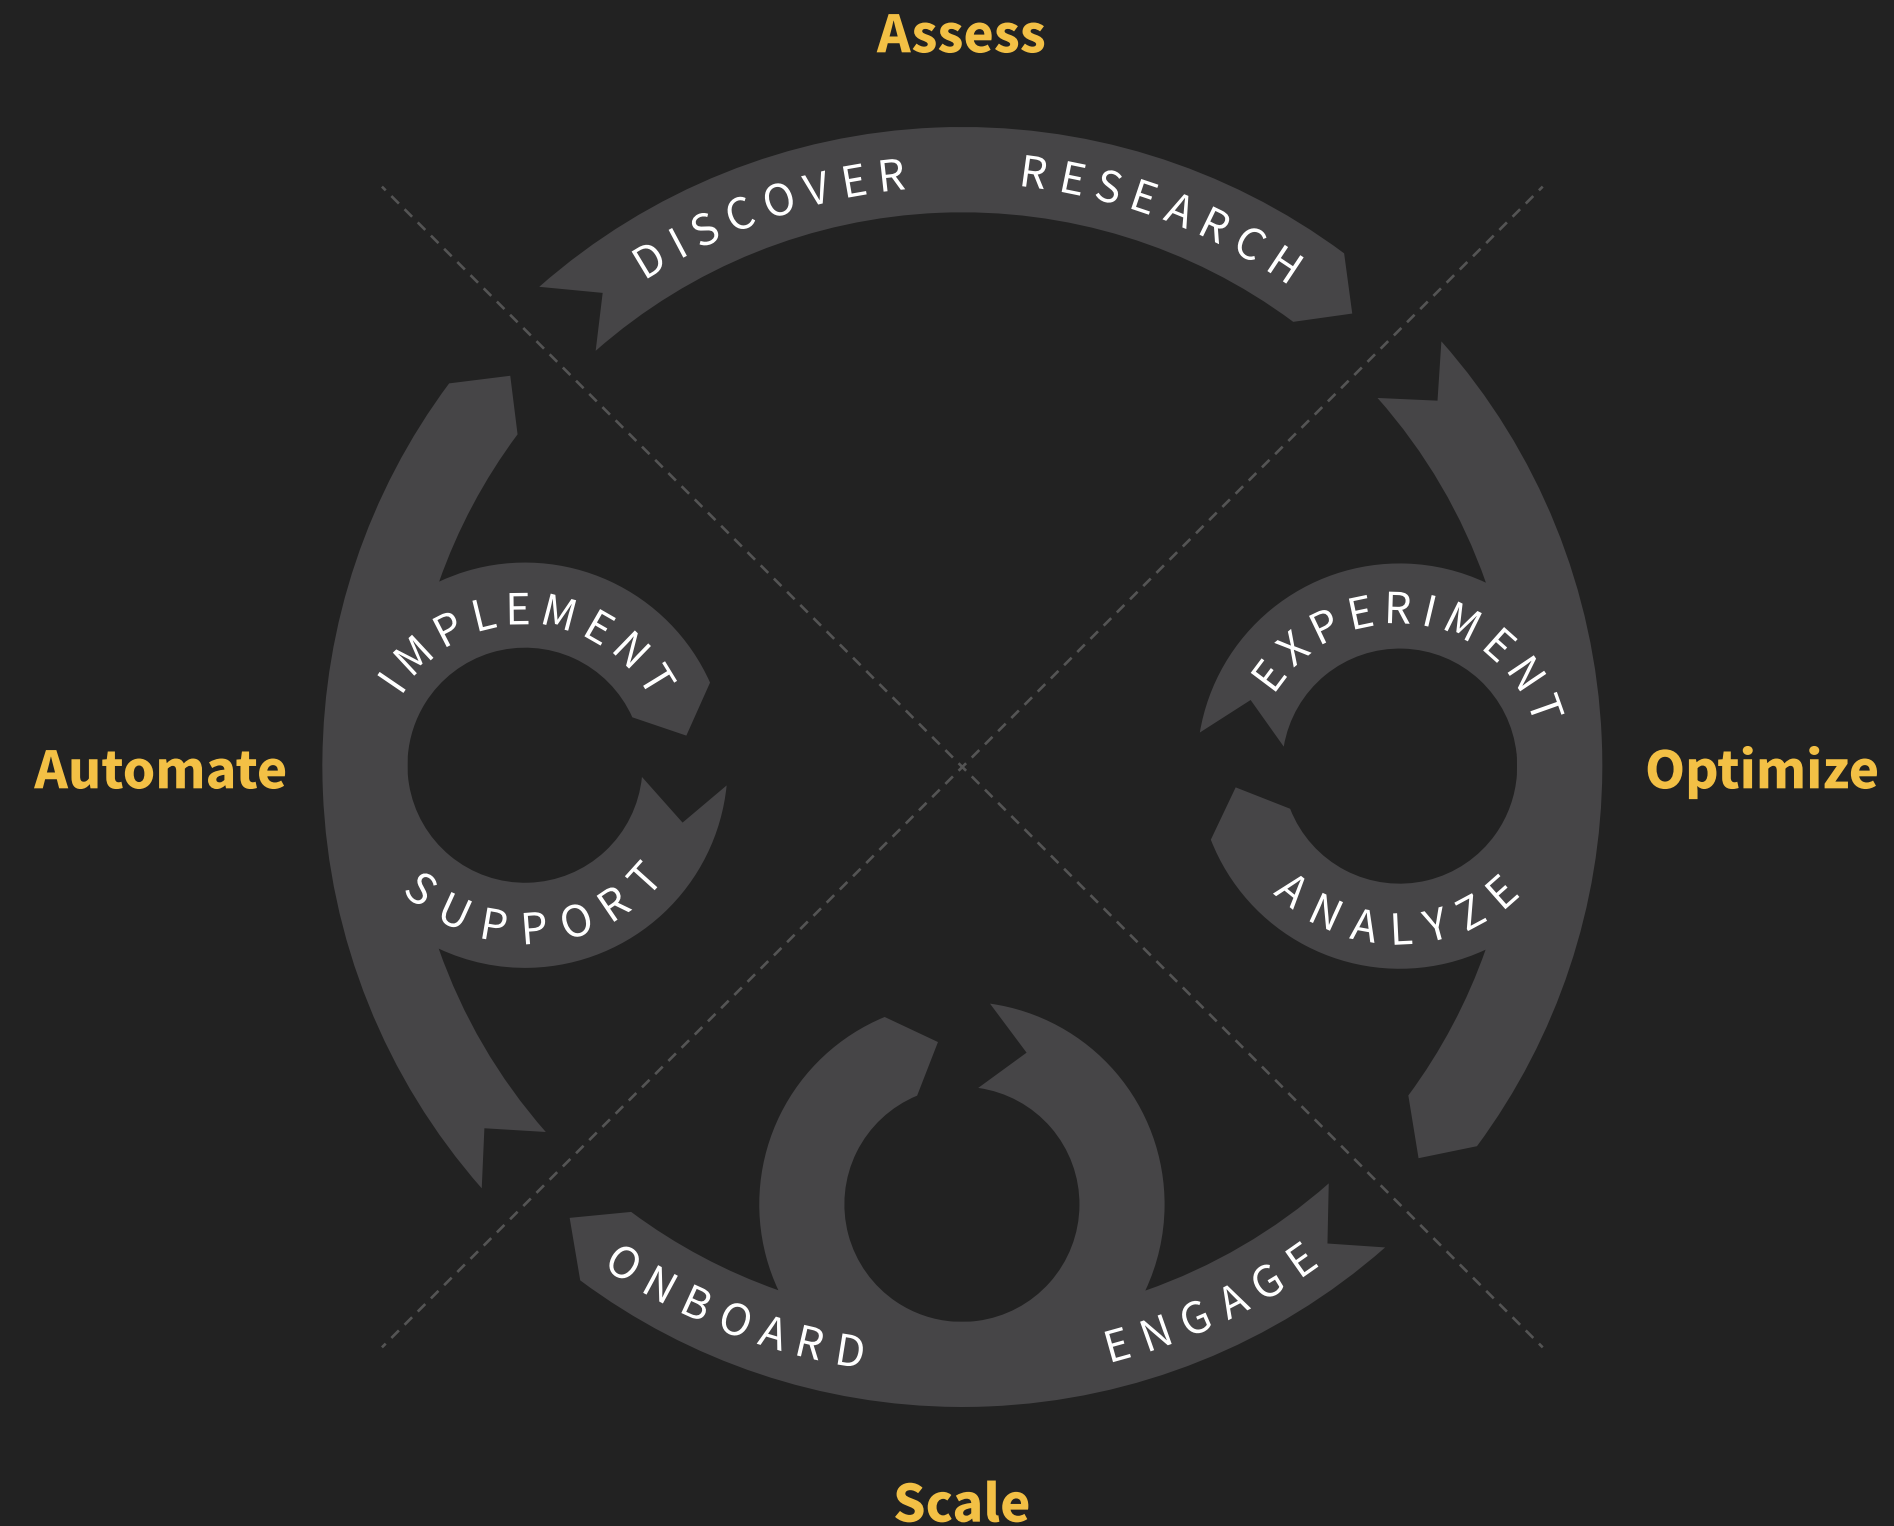 Assess
DISCOVER
RESEARCH
IMPLEMENT
EXPERIMENT
Automate
Optimize
SUPPORT
ANALYZE
ONBOARD
ENGAGE
Scale